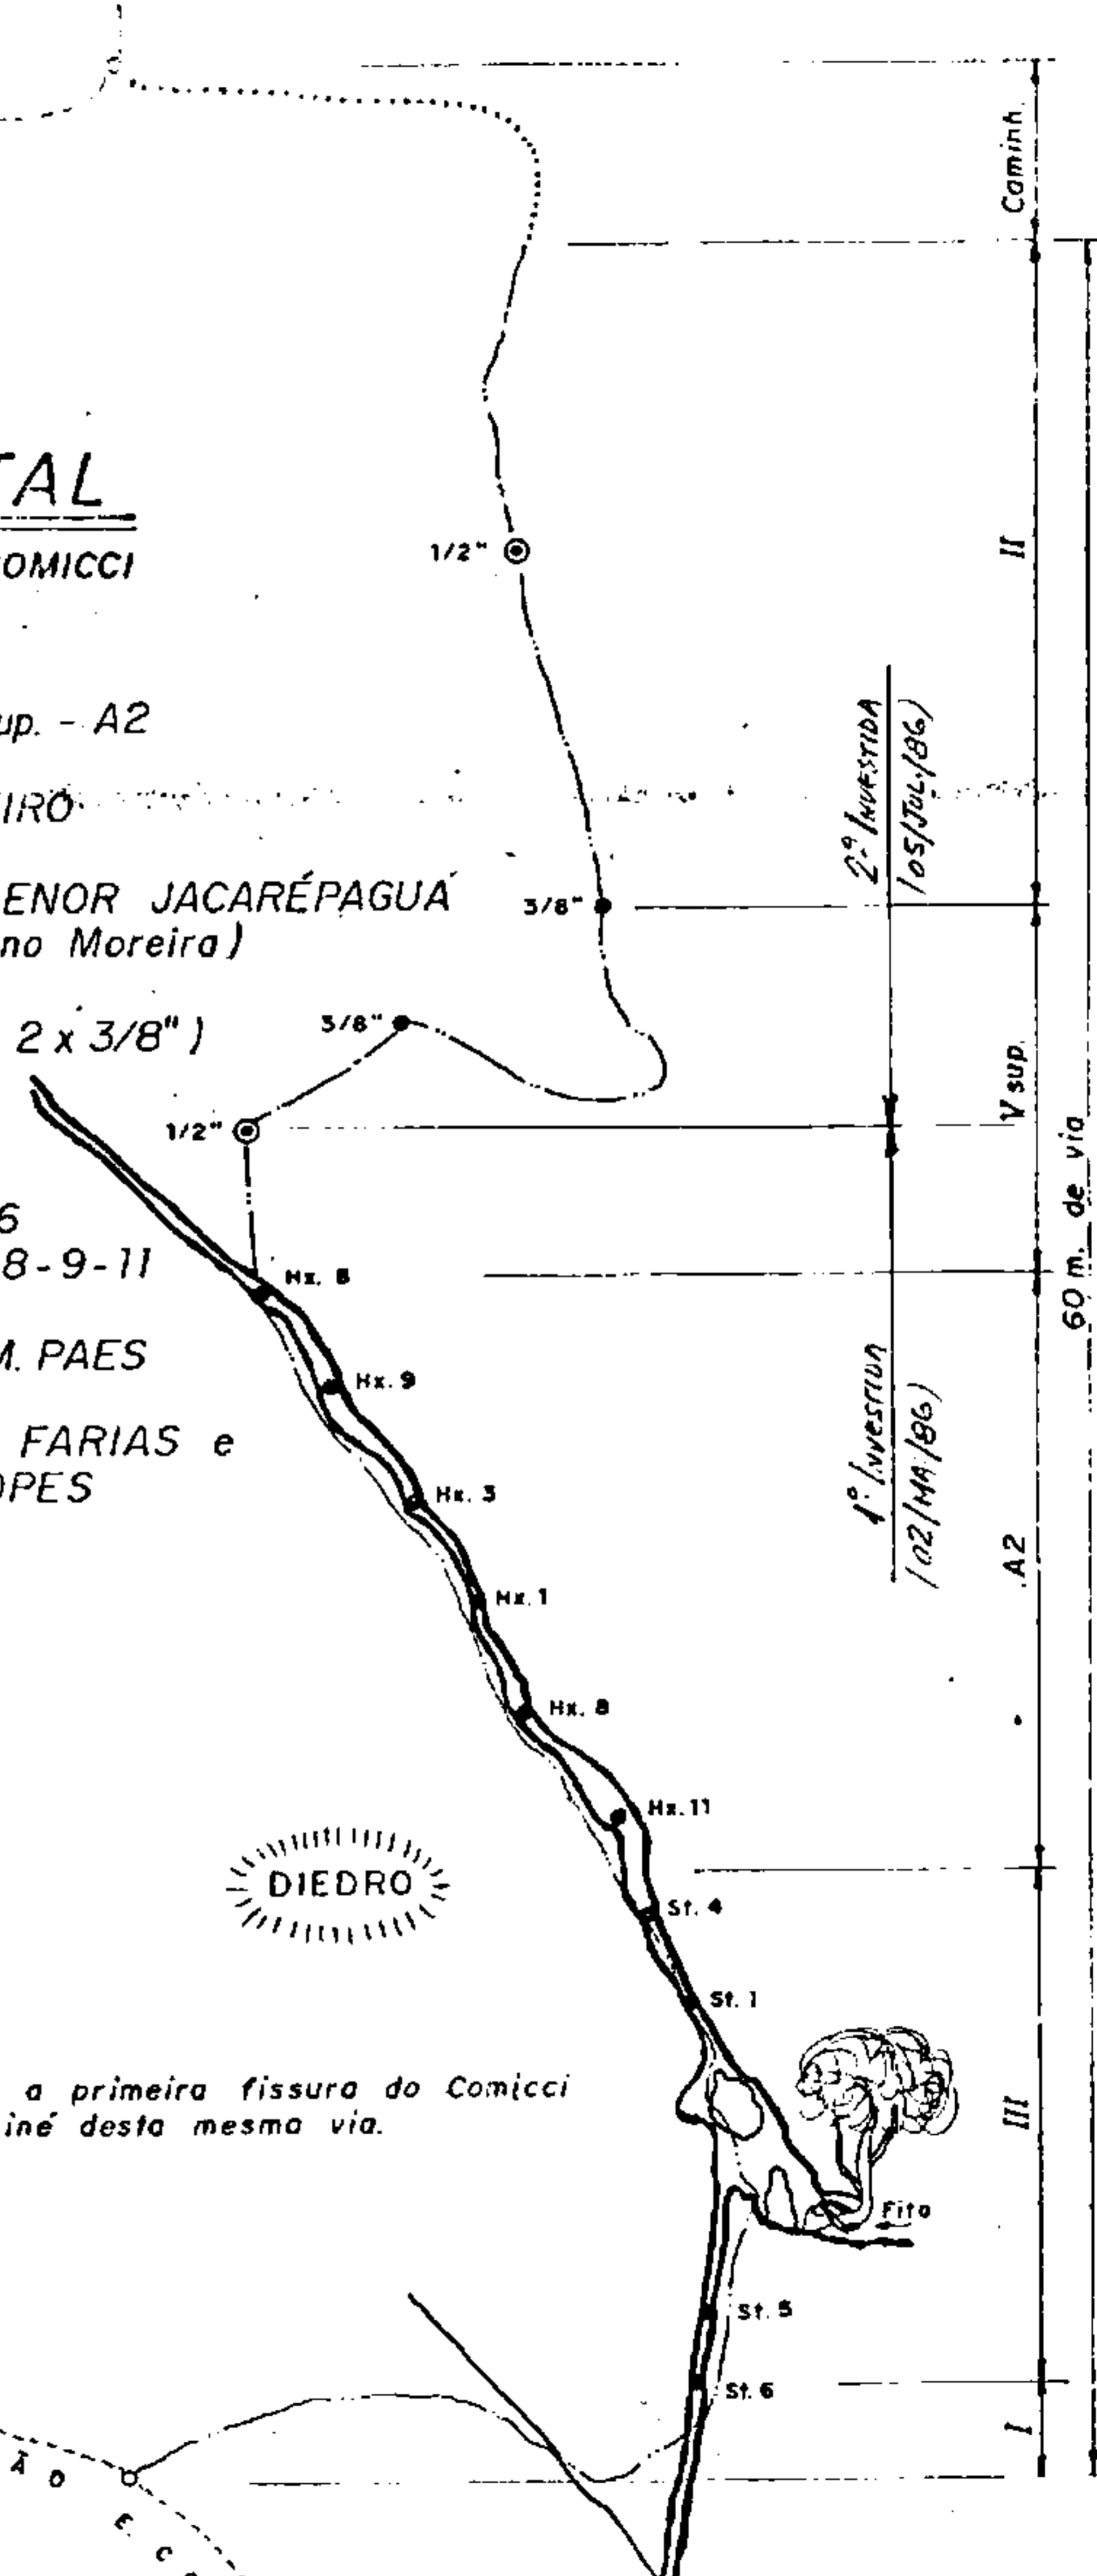 TAL
OMICCI
up. - A2
EIRO
ENOR JACARÉPAGUÁ
no Moreira)
2 x 3/8")
6
8-9-11
M. PAES
FARIAS e
OPES
a primeira fissura do Comicci
iné desta mesma via.
DIEDRO
1/2"
3/8"
3/8"
1/2"
Hx. 8
Hx. 9
Hx. 3
Hx. 1
Hx. 8
Hx. 11
St. 4
St. 1
Fita
St. 5
St. 6
Caminh.
II
V sup.
A2
III
I
60 m. de via
2ª INVESTIDA
(05/JUL./86)
1ª INVESTIDA
(02/MA./86)
ÃO
E. C